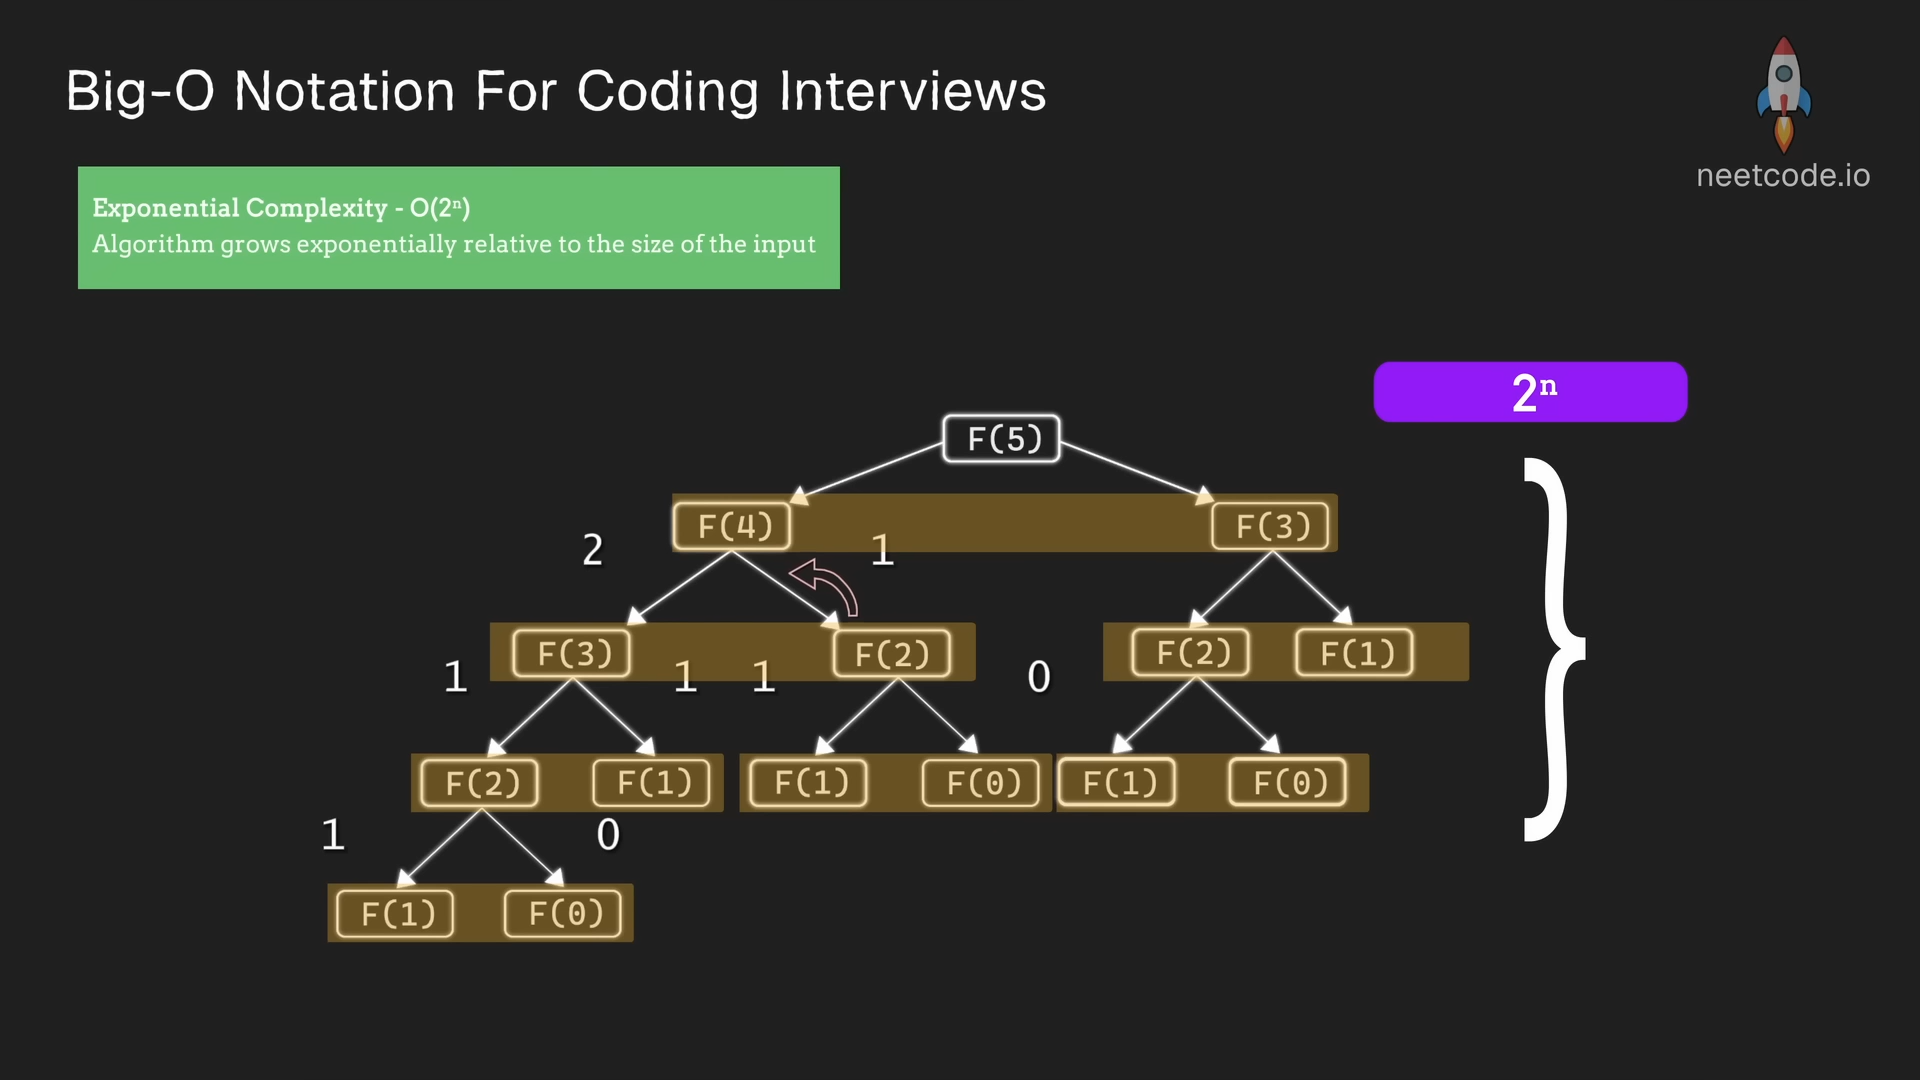 Big-O Notation For Coding Interviews
neetcode.io
Exponential Complexity - O(2ⁿ)
Algorithm grows exponentially relative to the size of the input
2ⁿ
F(5)
F(4) F(3)
2 1
F(3) F(2) F(2) F(1)
1 1 1 0
F(2) F(1) F(1) F(0) F(1) F(0)
1 0
F(1) F(0)